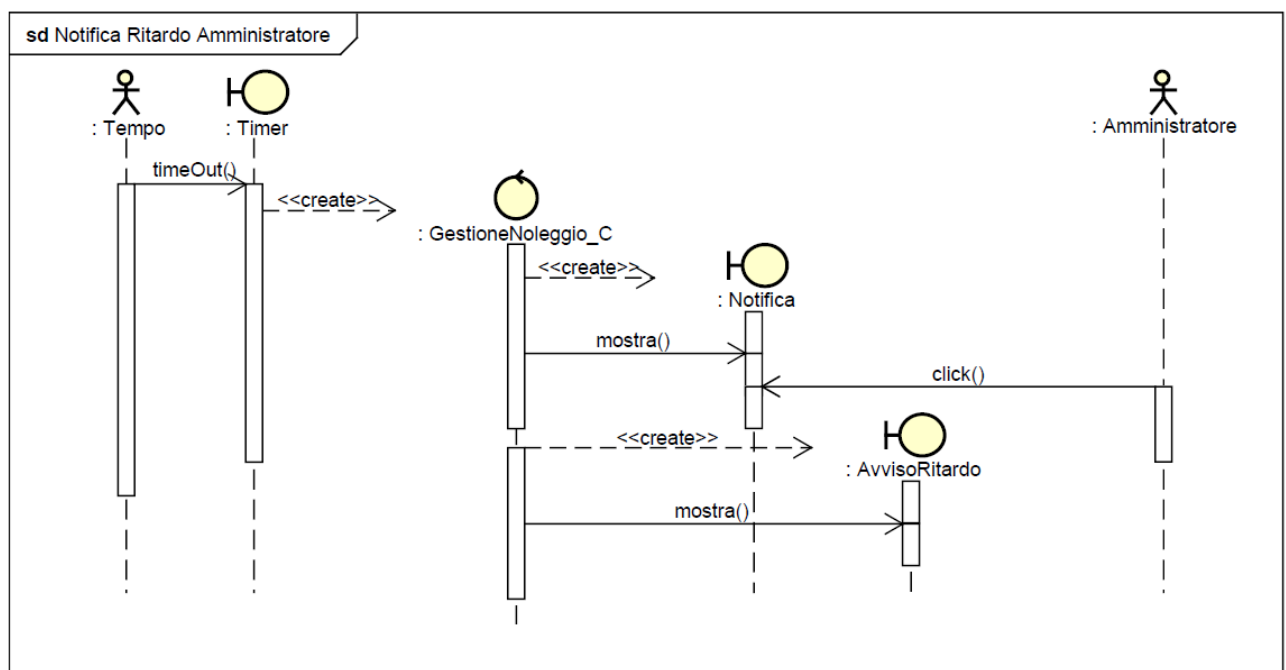 sd Notifica Ritardo Amministratore
: Tempo
: Timer
: Amministratore
timeOut()
<<create>>
: GestioneNoleggio_C
<<create>>
: Notifica
mostra()
click()
<<create>>
: AvvisoRitardo
mostra()